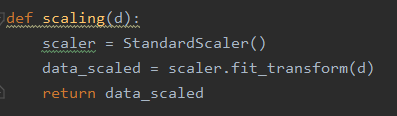 def scaling(d):
    scaler = StandardScaler()
    data_scaled = scaler.fit_transform(d)
    return data_scaled